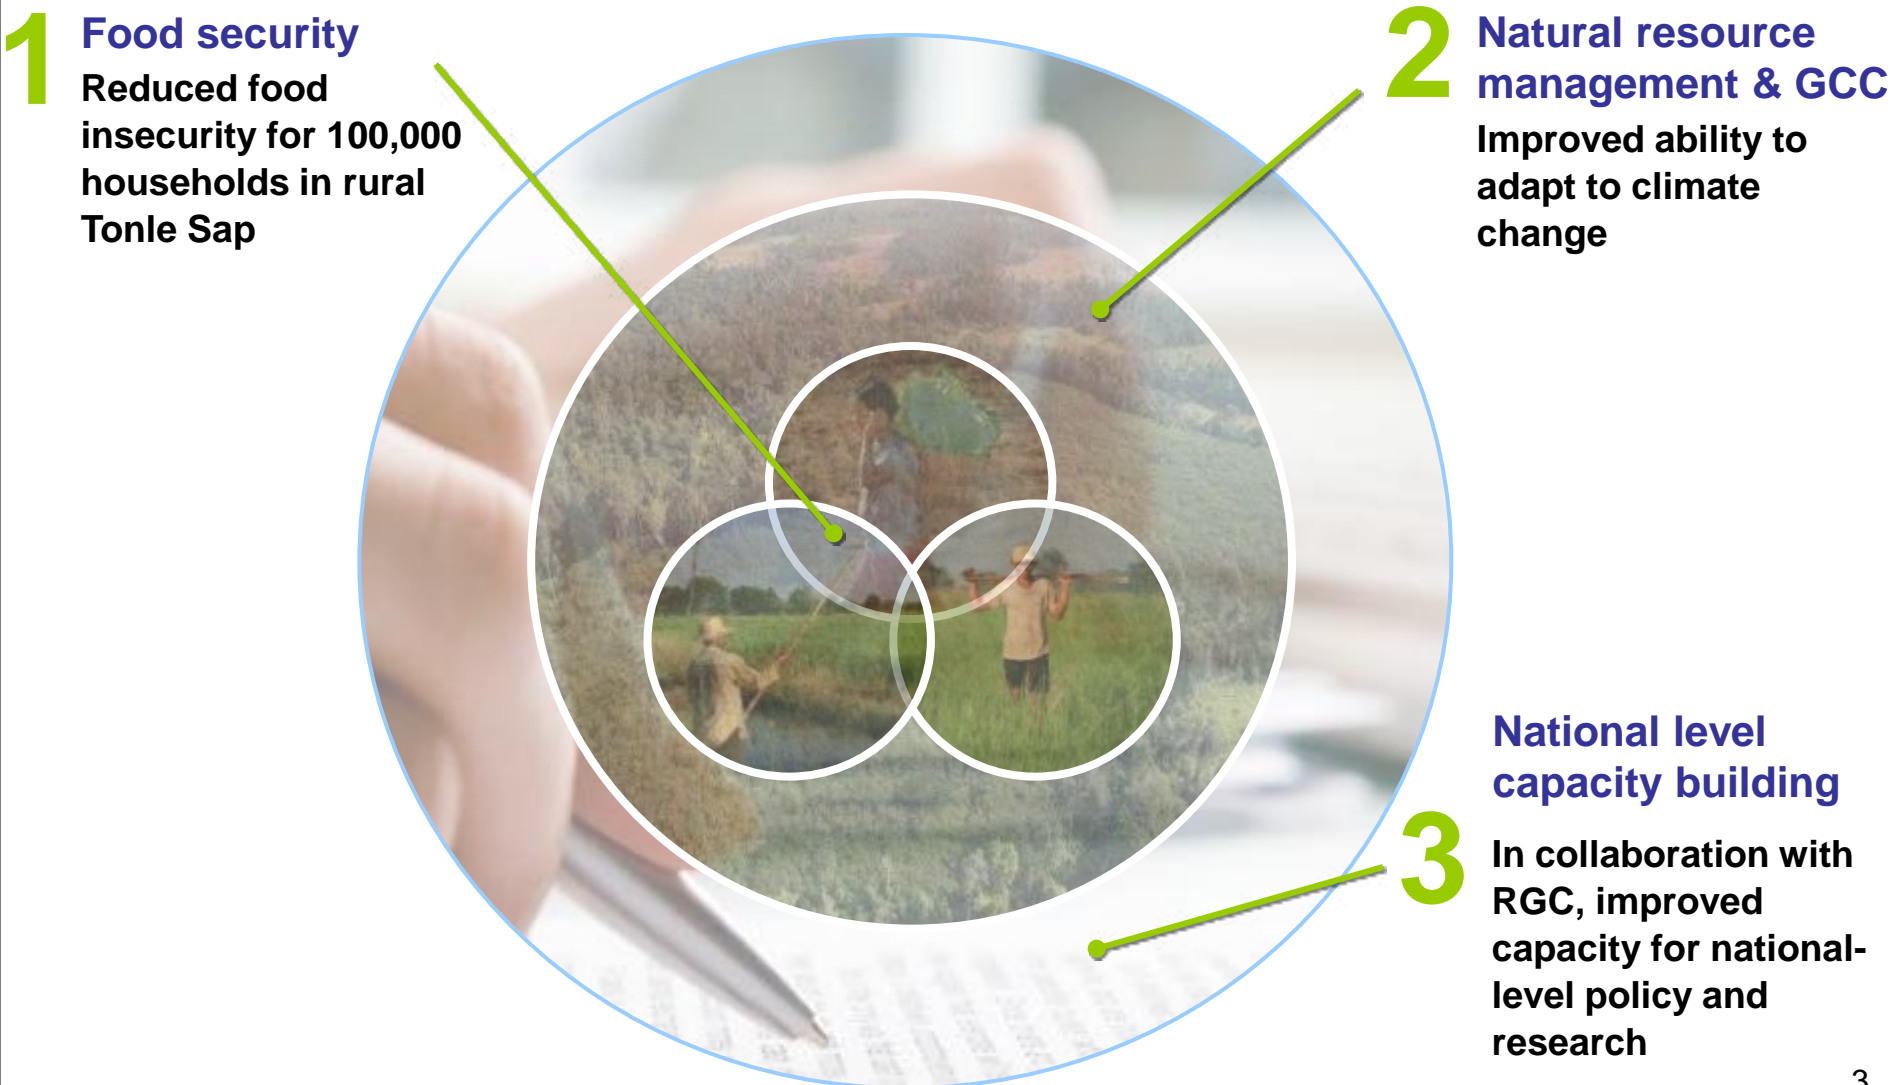 1
Food security
Reduced food
insecurity for 100,000
households in rural
Tonle Sap
2
Natural resource
management & GCC
Improved ability to
adapt to climate
change
National level
capacity building
3
In collaboration with
RGC, improved
capacity for national-
level policy and
research
3